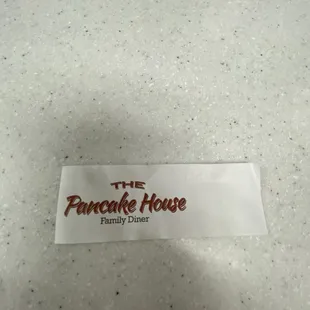 THE
Pancake House
Family Diner